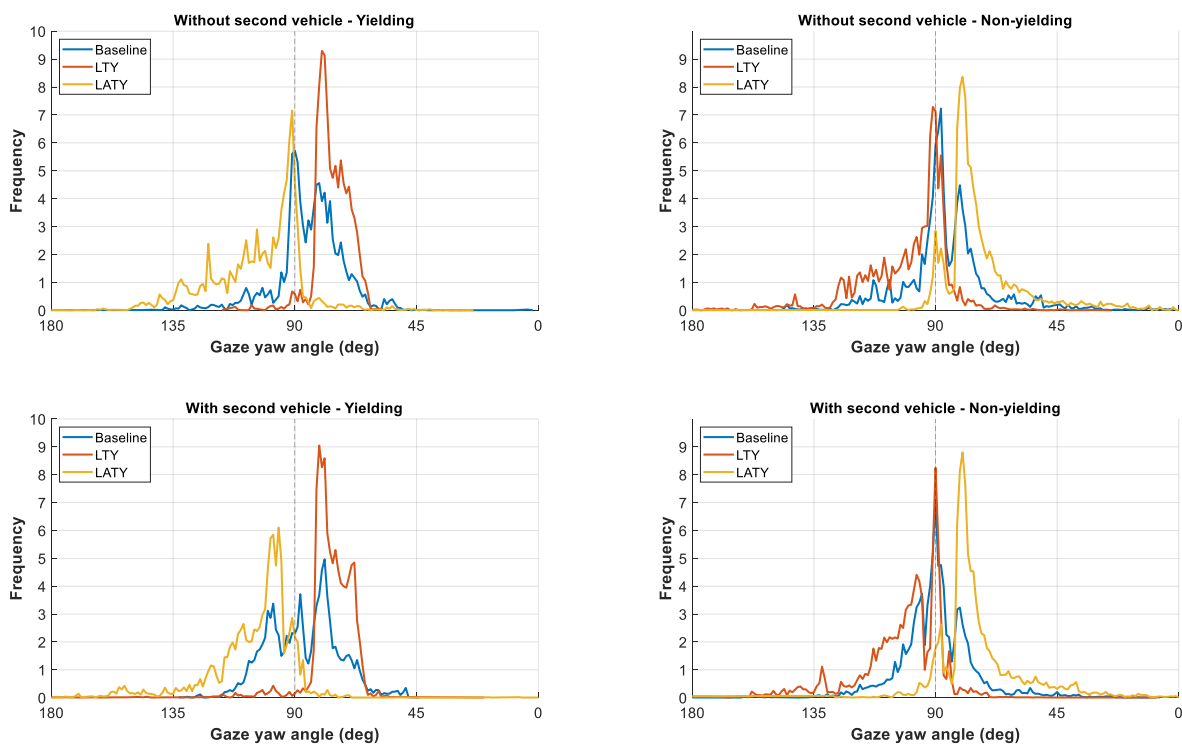 Without second vehicle - Yielding
10
9
8
7
6
5
4
3
2
1
0
Frequency
Baseline
LTY
LATY
180 135 90 45 0
Gaze yaw angle (deg)
Without second vehicle - Non-yielding
9
8
7
6
5
4
3
2
1
0
Frequency
Baseline
LTY
LATY
180 135 90 45 0
Gaze yaw angle (deg)
With second vehicle - Yielding
10
9
8
7
6
5
4
3
2
1
0
Frequency
Baseline
LTY
LATY
180 135 90 45 0
Gaze yaw angle (deg)
With second vehicle - Non-yielding
9
8
7
6
5
4
3
2
1
0
Frequency
Baseline
LTY
LATY
180 135 90 45 0
Gaze yaw angle (deg)